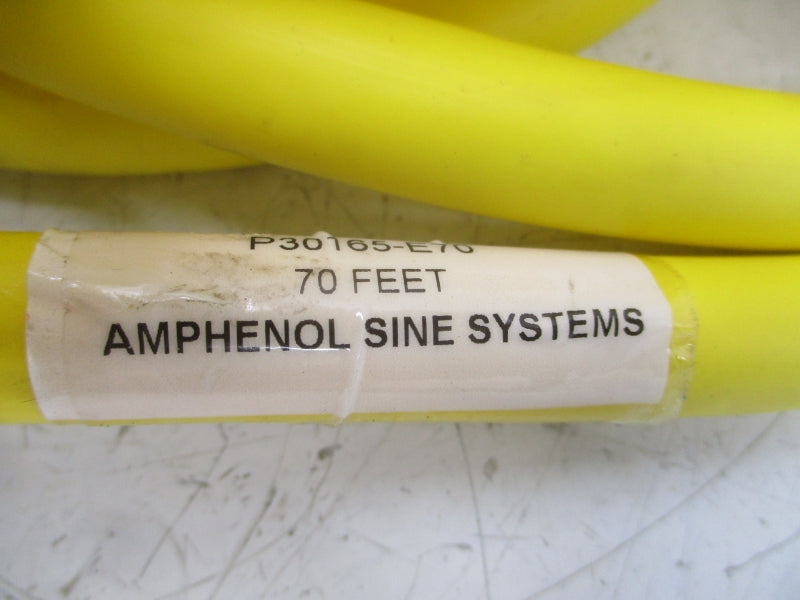 P30165-E70
70 FEET
AMPHENOL SINE SYSTEMS